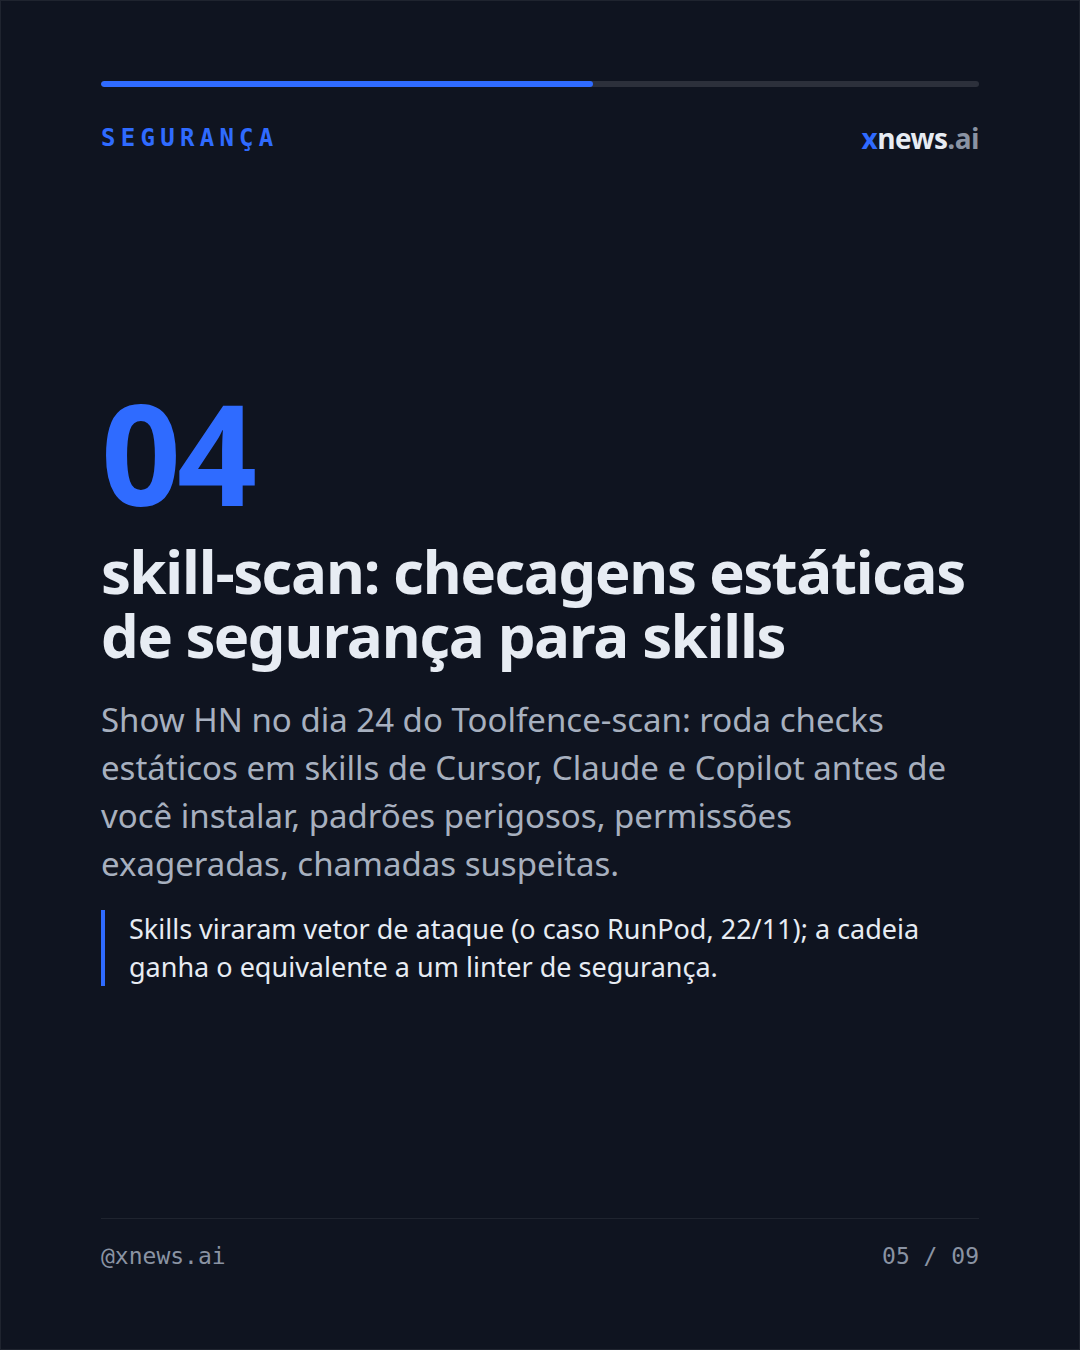 SEGURANÇA
xnews.ai
04
skill-scan: checagens estáticas
de segurança para skills
Show HN no dia 24 do Toolfence-scan: roda checks
estáticos em skills de Cursor, Claude e Copilot antes de
você instalar, padrões perigosos, permissões
exageradas, chamadas suspeitas.
Skills viraram vetor de ataque (o caso RunPod, 22/11); a cadeia
ganha o equivalente a um linter de segurança.
@xnews.ai
05 / 09